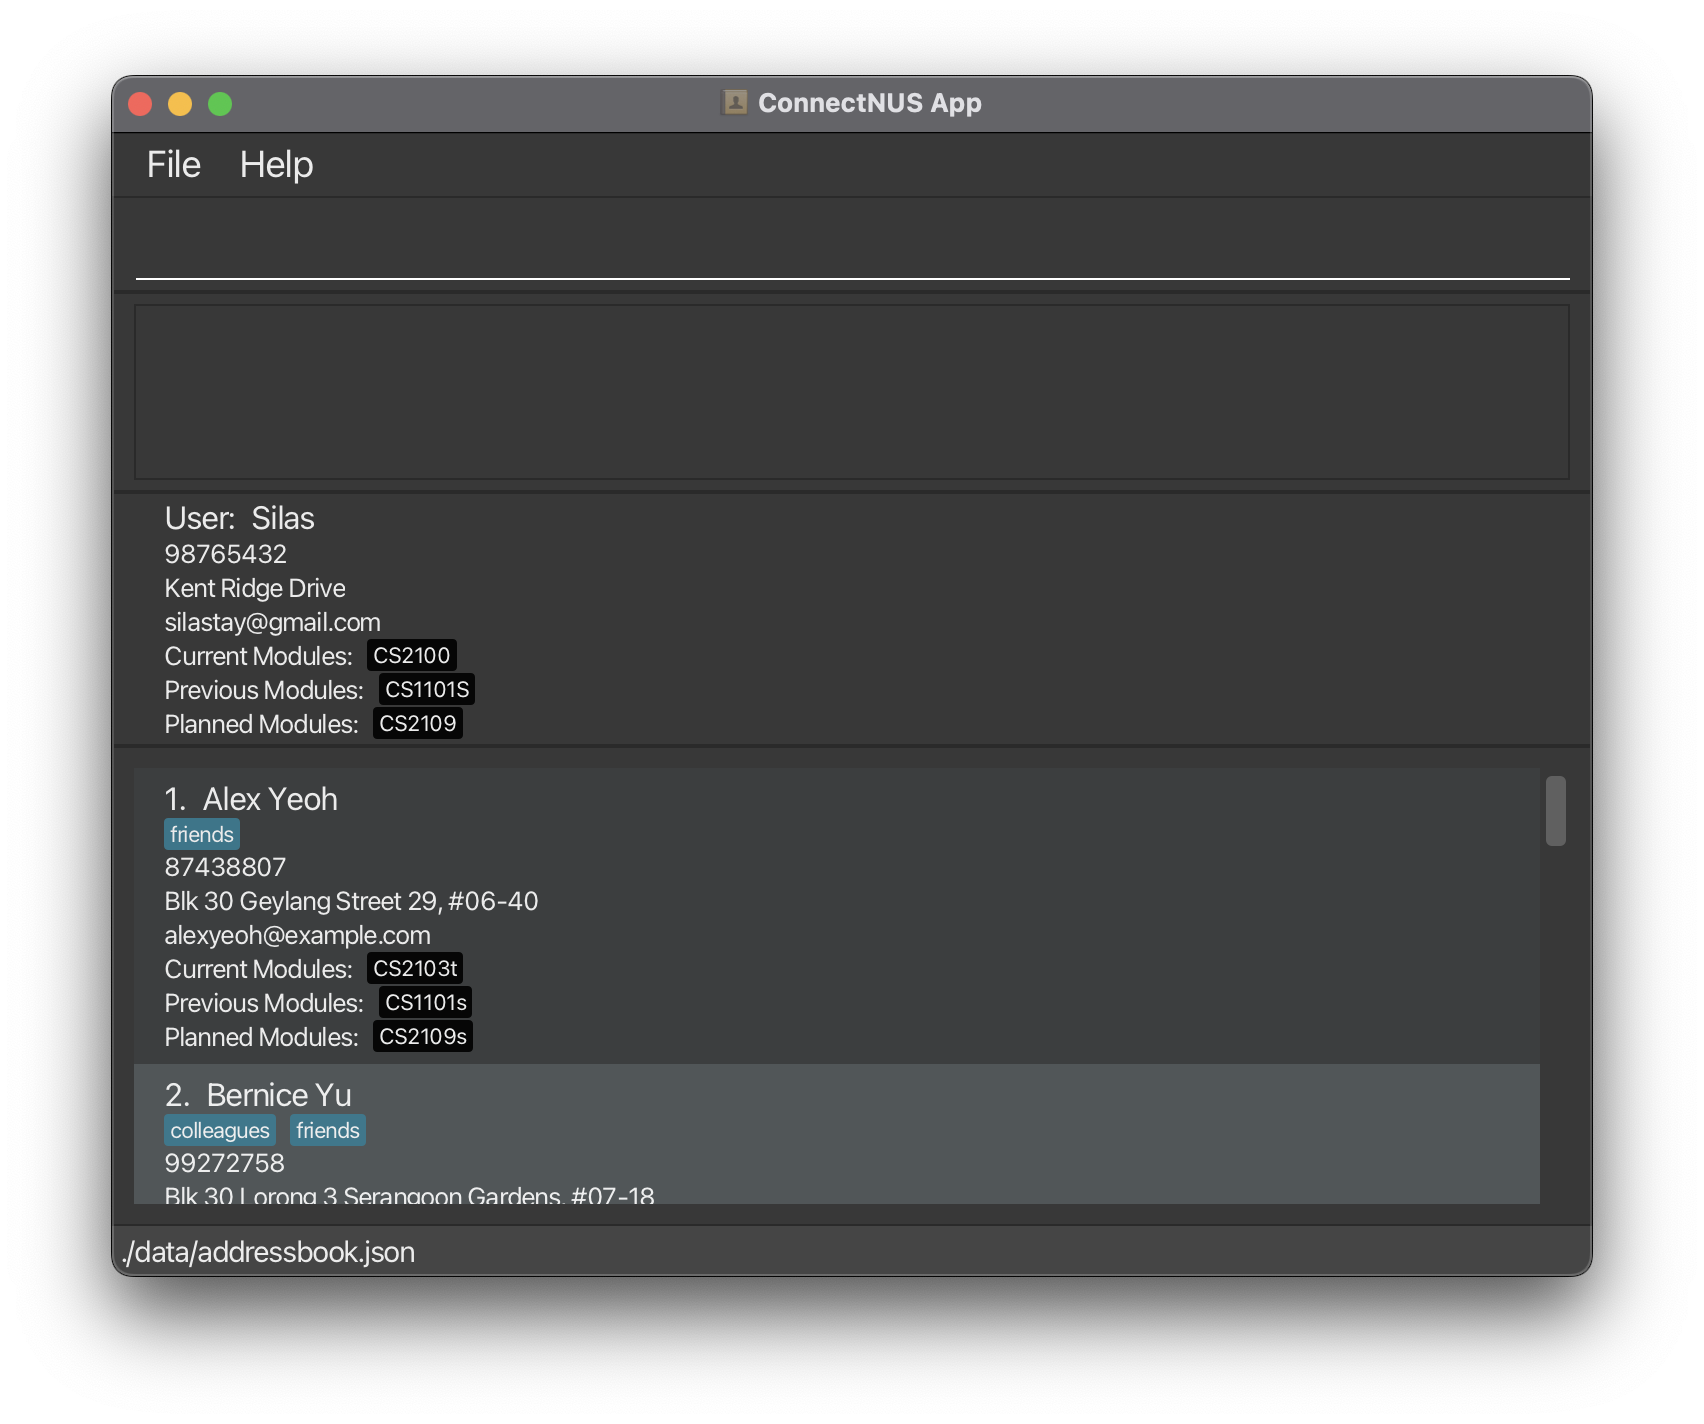 ConnectNUS App
File Help
User: Silas
98765432
Kent Ridge Drive
silastay@gmail.com
Current Modules: CS2100
Previous Modules: CS1101S
Planned Modules: CS2109
1. Alex Yeoh
friends
87438807
Blk 30 Geylang Street 29, #06-40
alexyeoh@example.com
Current Modules: CS2103t
Previous Modules: CS1101s
Planned Modules: CS2109s
2. Bernice Yu
colleagues friends
99272758
Blk 30 Lorong 3 Serangoon Gardens, #07-18
./data/addressbook.json